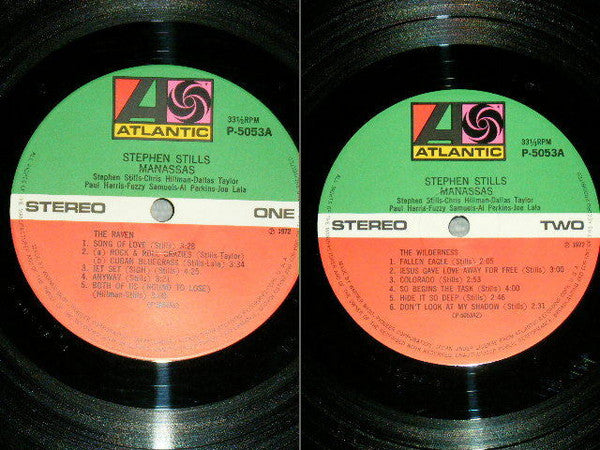 ATLANTIC
33⅓RPM
P-5053A
STEPHEN STILLS
MANASSAS
Stephen Stills-Chris Hillman-Dallas Taylor
Paul Harris-Fuzzy Samuels-Al Perkins-Joe Lala
STEREO
ONE
℗ 1972
THE RAVEN
1. SONG OF LOVE (Stills) 3:28
2. (a) ROCK & ROLL CRAZIES (Stills-Taylor)
(b) CUBAN BLUEGRASS (Stills-Lala) 3:34
3. JET SET (SIGH) (Stills) 4:25
4. ANYWAY (Stills) 3:21
5. BOTH OF US (BOUND TO LOSE)
(Hillman-Stills) 3:00
ATLANTIC
33⅓RPM
P-5053A
STEPHEN STILLS
MANASSAS
Stephen Stills-Chris Hillman-Dallas Taylor
Paul Harris-Fuzzy Samuels-Al Perkins-Joe Lala
STEREO
TWO
℗ 1972
THE WILDERNESS
1. FALLEN EAGLE (Stills) 2:05
2. JESUS GAVE LOVE AWAY FOR FREE (Stills) 3:00
3. COLORADO (Stills) 2:53
4. SO BEGINS THE TASK (Stills) 4:00
5. HIDE IT SO DEEP (Stills) 2:46
6. DON'T LOOK AT MY SHADOW (Stills) 2:31